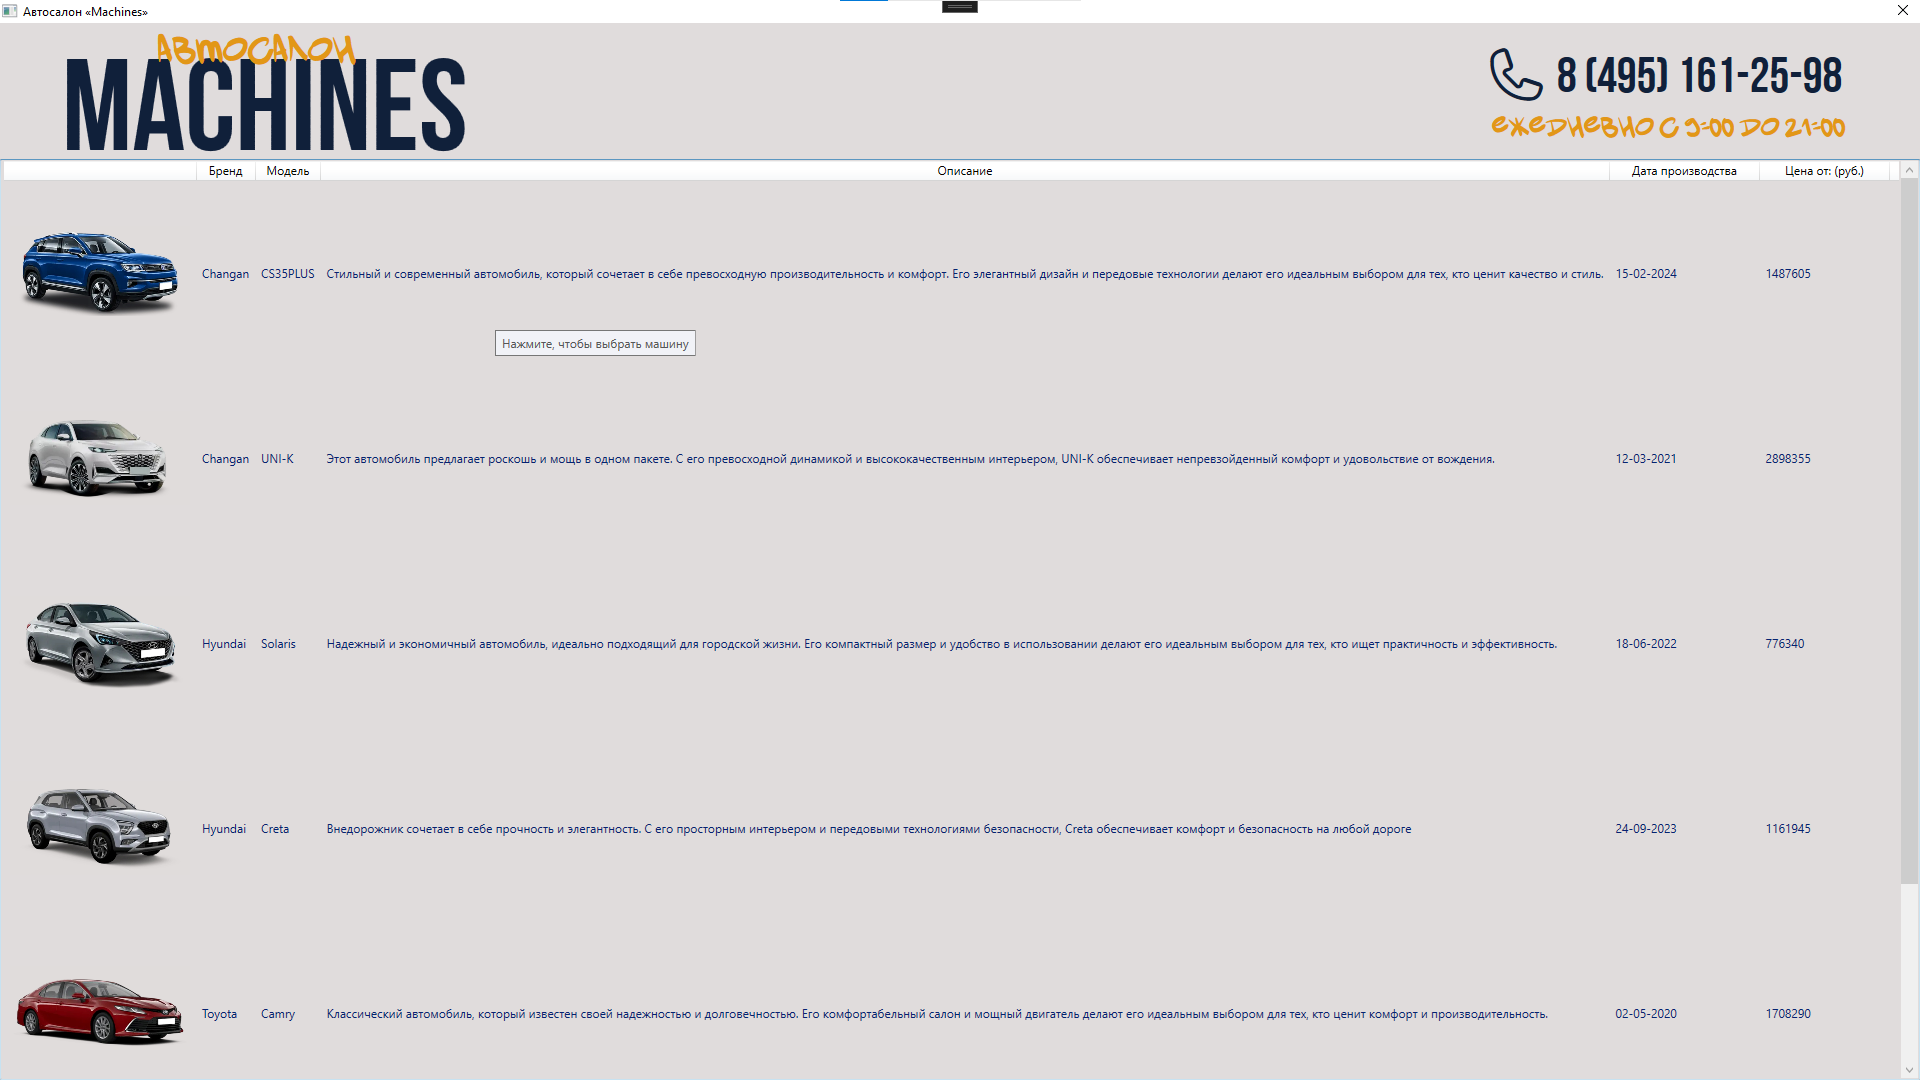 Автосалон «Machines»
Автосалон
MACHINES
8 (495) 161-25-98
ежедневно с 9:00 до 21:00
Бренд Модель Описание Дата производства Цена от: (руб.)
Changan CS35PLUS Стильный и современный автомобиль, который сочетает в себе превосходную производительность и комфорт. Его элегантный дизайн и передовые технологии делают его идеальным выбором для тех, кто ценит качество и стиль. 15-02-2024 1487605
Нажмите, чтобы выбрать машину
Changan UNI-K Этот автомобиль предлагает роскошь и мощь в одном пакете. С его превосходной динамикой и высококачественным интерьером, UNI-K обеспечивает непревзойденный комфорт и удовольствие от вождения. 12-03-2021 2898355
Hyundai Solaris Надежный и экономичный автомобиль, идеально подходящий для городской жизни. Его компактный размер и удобство в использовании делают его идеальным выбором для тех, кто ищет практичность и эффективность. 18-06-2022 776340
Hyundai Creta Внедорожник сочетает в себе прочность и элегантность. С его просторным интерьером и передовыми технологиями безопасности, Creta обеспечивает комфорт и безопасность на любой дороге 24-09-2023 1161945
Toyota Camry Классический автомобиль, который известен своей надежностью и долговечностью. Его комфортабельный салон и мощный двигатель делают его идеальным выбором для тех, кто ценит комфорт и производительность. 02-05-2020 1708290